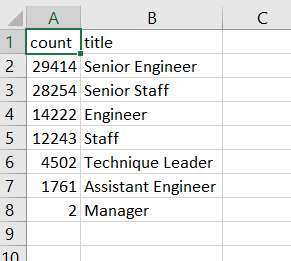 A B C
1 count title
2 29414 Senior Engineer
3 28254 Senior Staff
4 14222 Engineer
5 12243 Staff
6 4502 Technique Leader
7 1761 Assistant Engineer
8 2 Manager
9
10